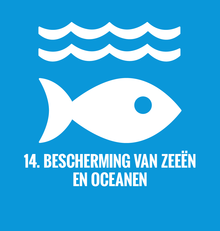 14. BESCHERMING VAN ZEEËN
EN OCEANEN